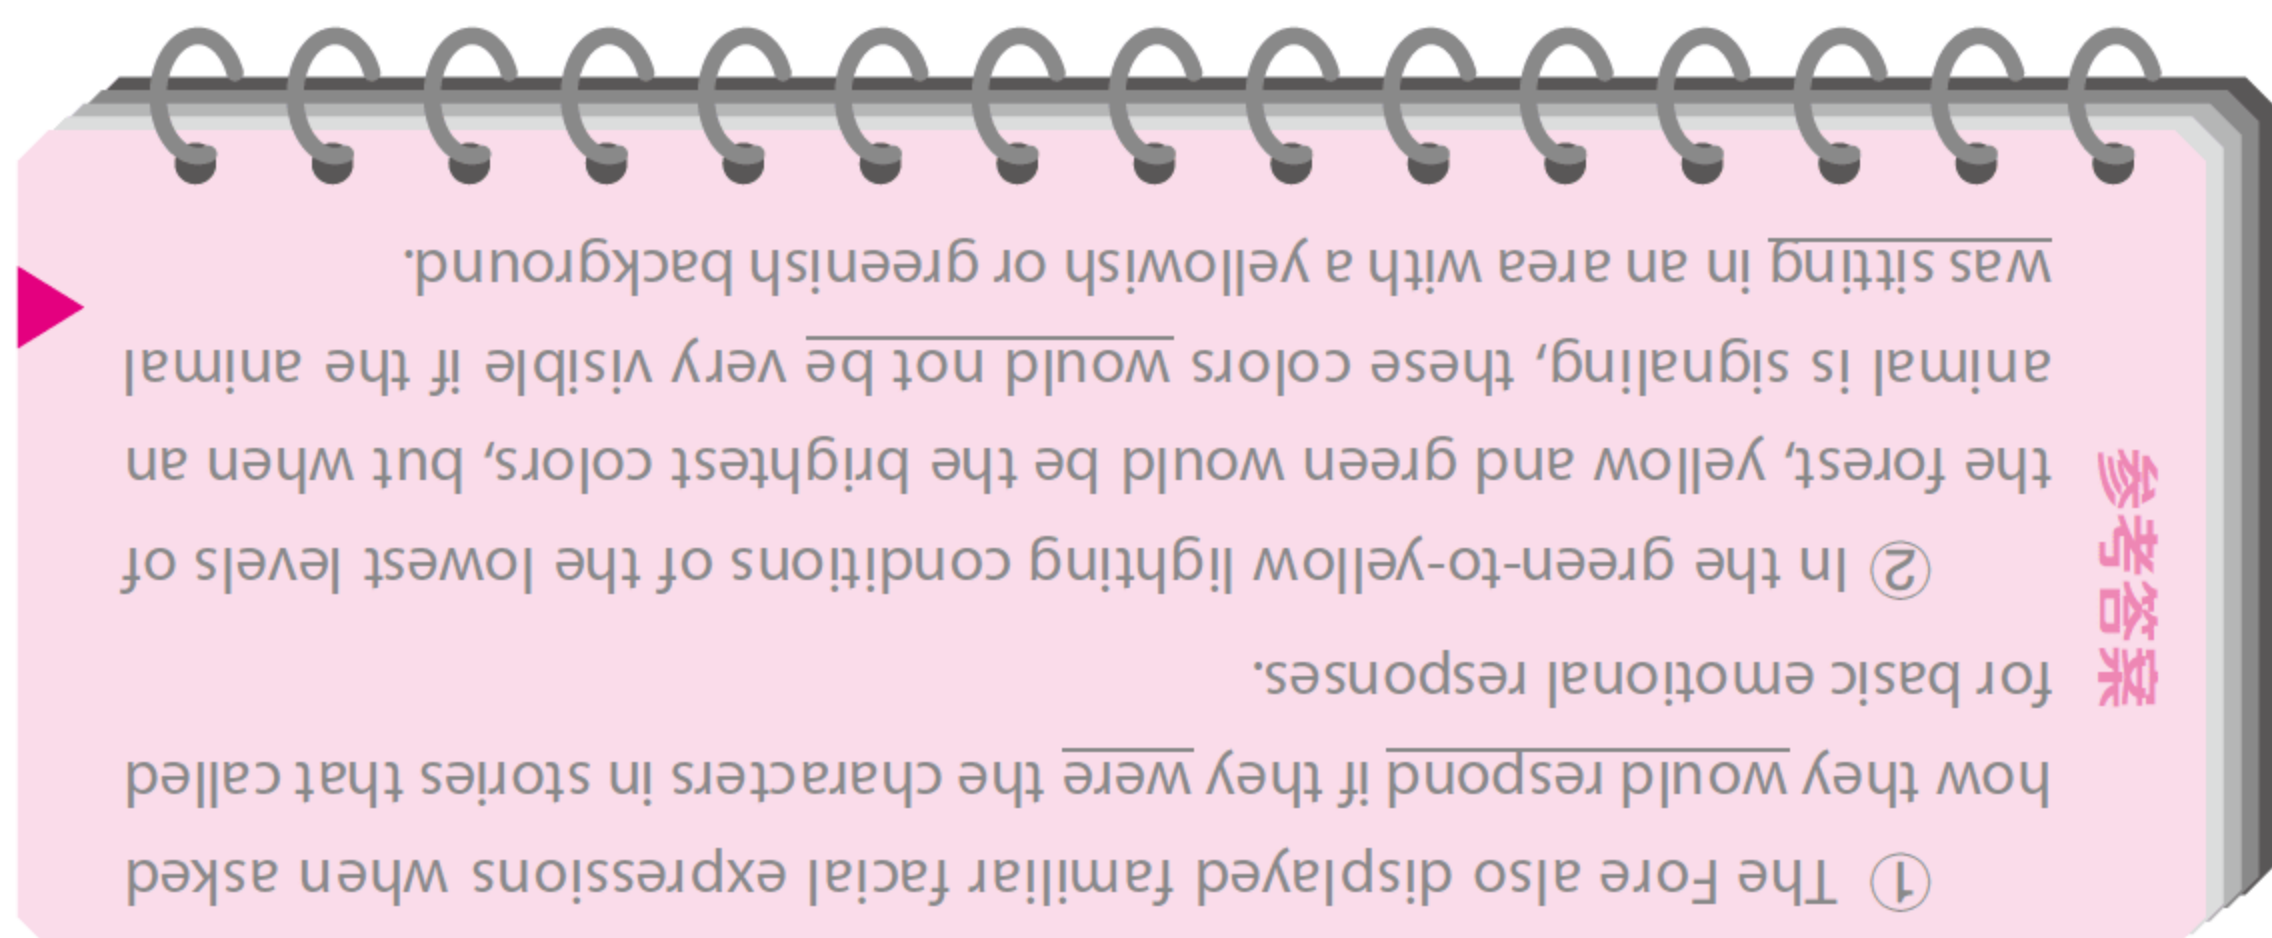 参考答案
① The Fore also displayed familiar facial expressions when asked
how they would respond if they were the characters in stories that called
for basic emotional responses.
② In the green-to-yellow lighting conditions of the lowest levels of
the forest, yellow and green would be the brightest colors, but when an
animal is signaling, these colors would not be very visible if the animal
was sitting in an area with a yellowish or greenish background.